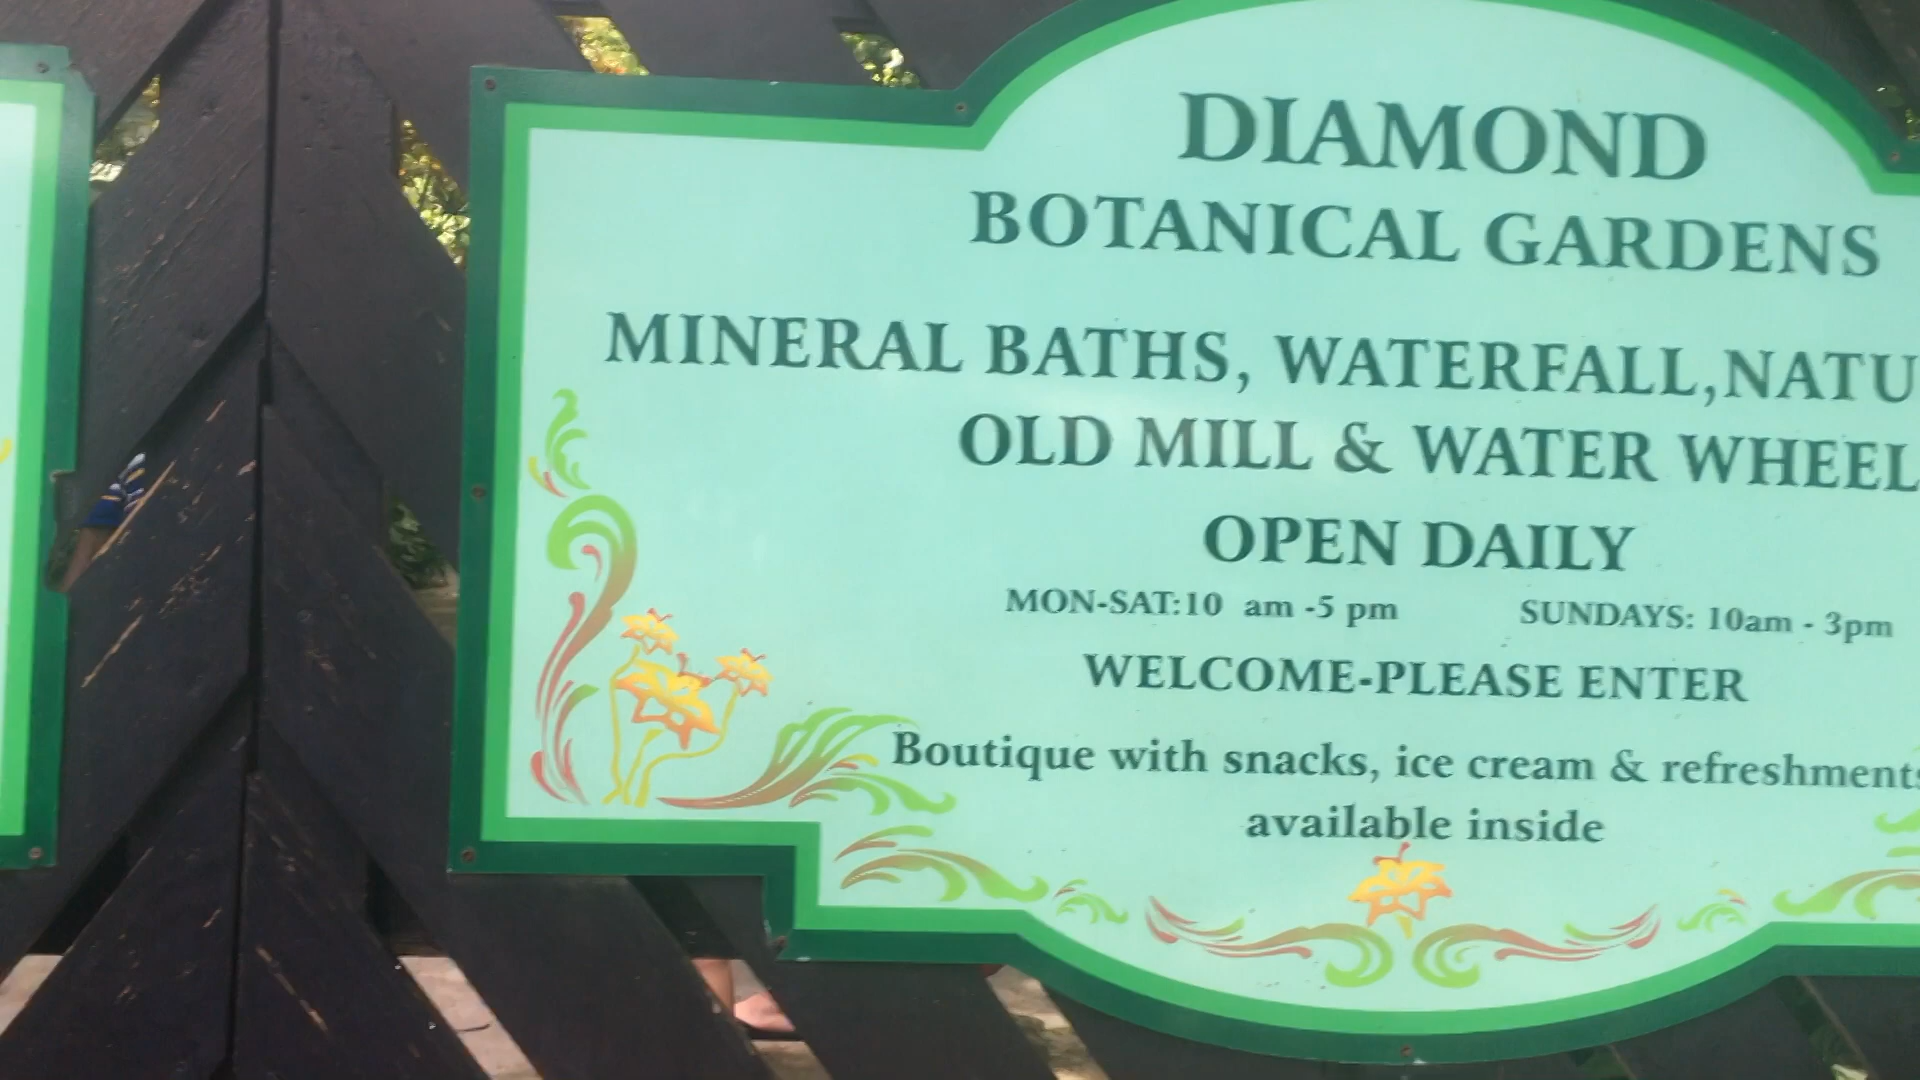 DIAMOND
BOTANICAL GARDENS
MINERAL BATHS, WATERFALL,NATU
OLD MILL & WATER WHEEL
OPEN DAILY
MON-SAT:10 am -5 pm SUNDAYS: 10am - 3pm
WELCOME-PLEASE ENTER
Boutique with snacks, ice cream & refreshments
available inside